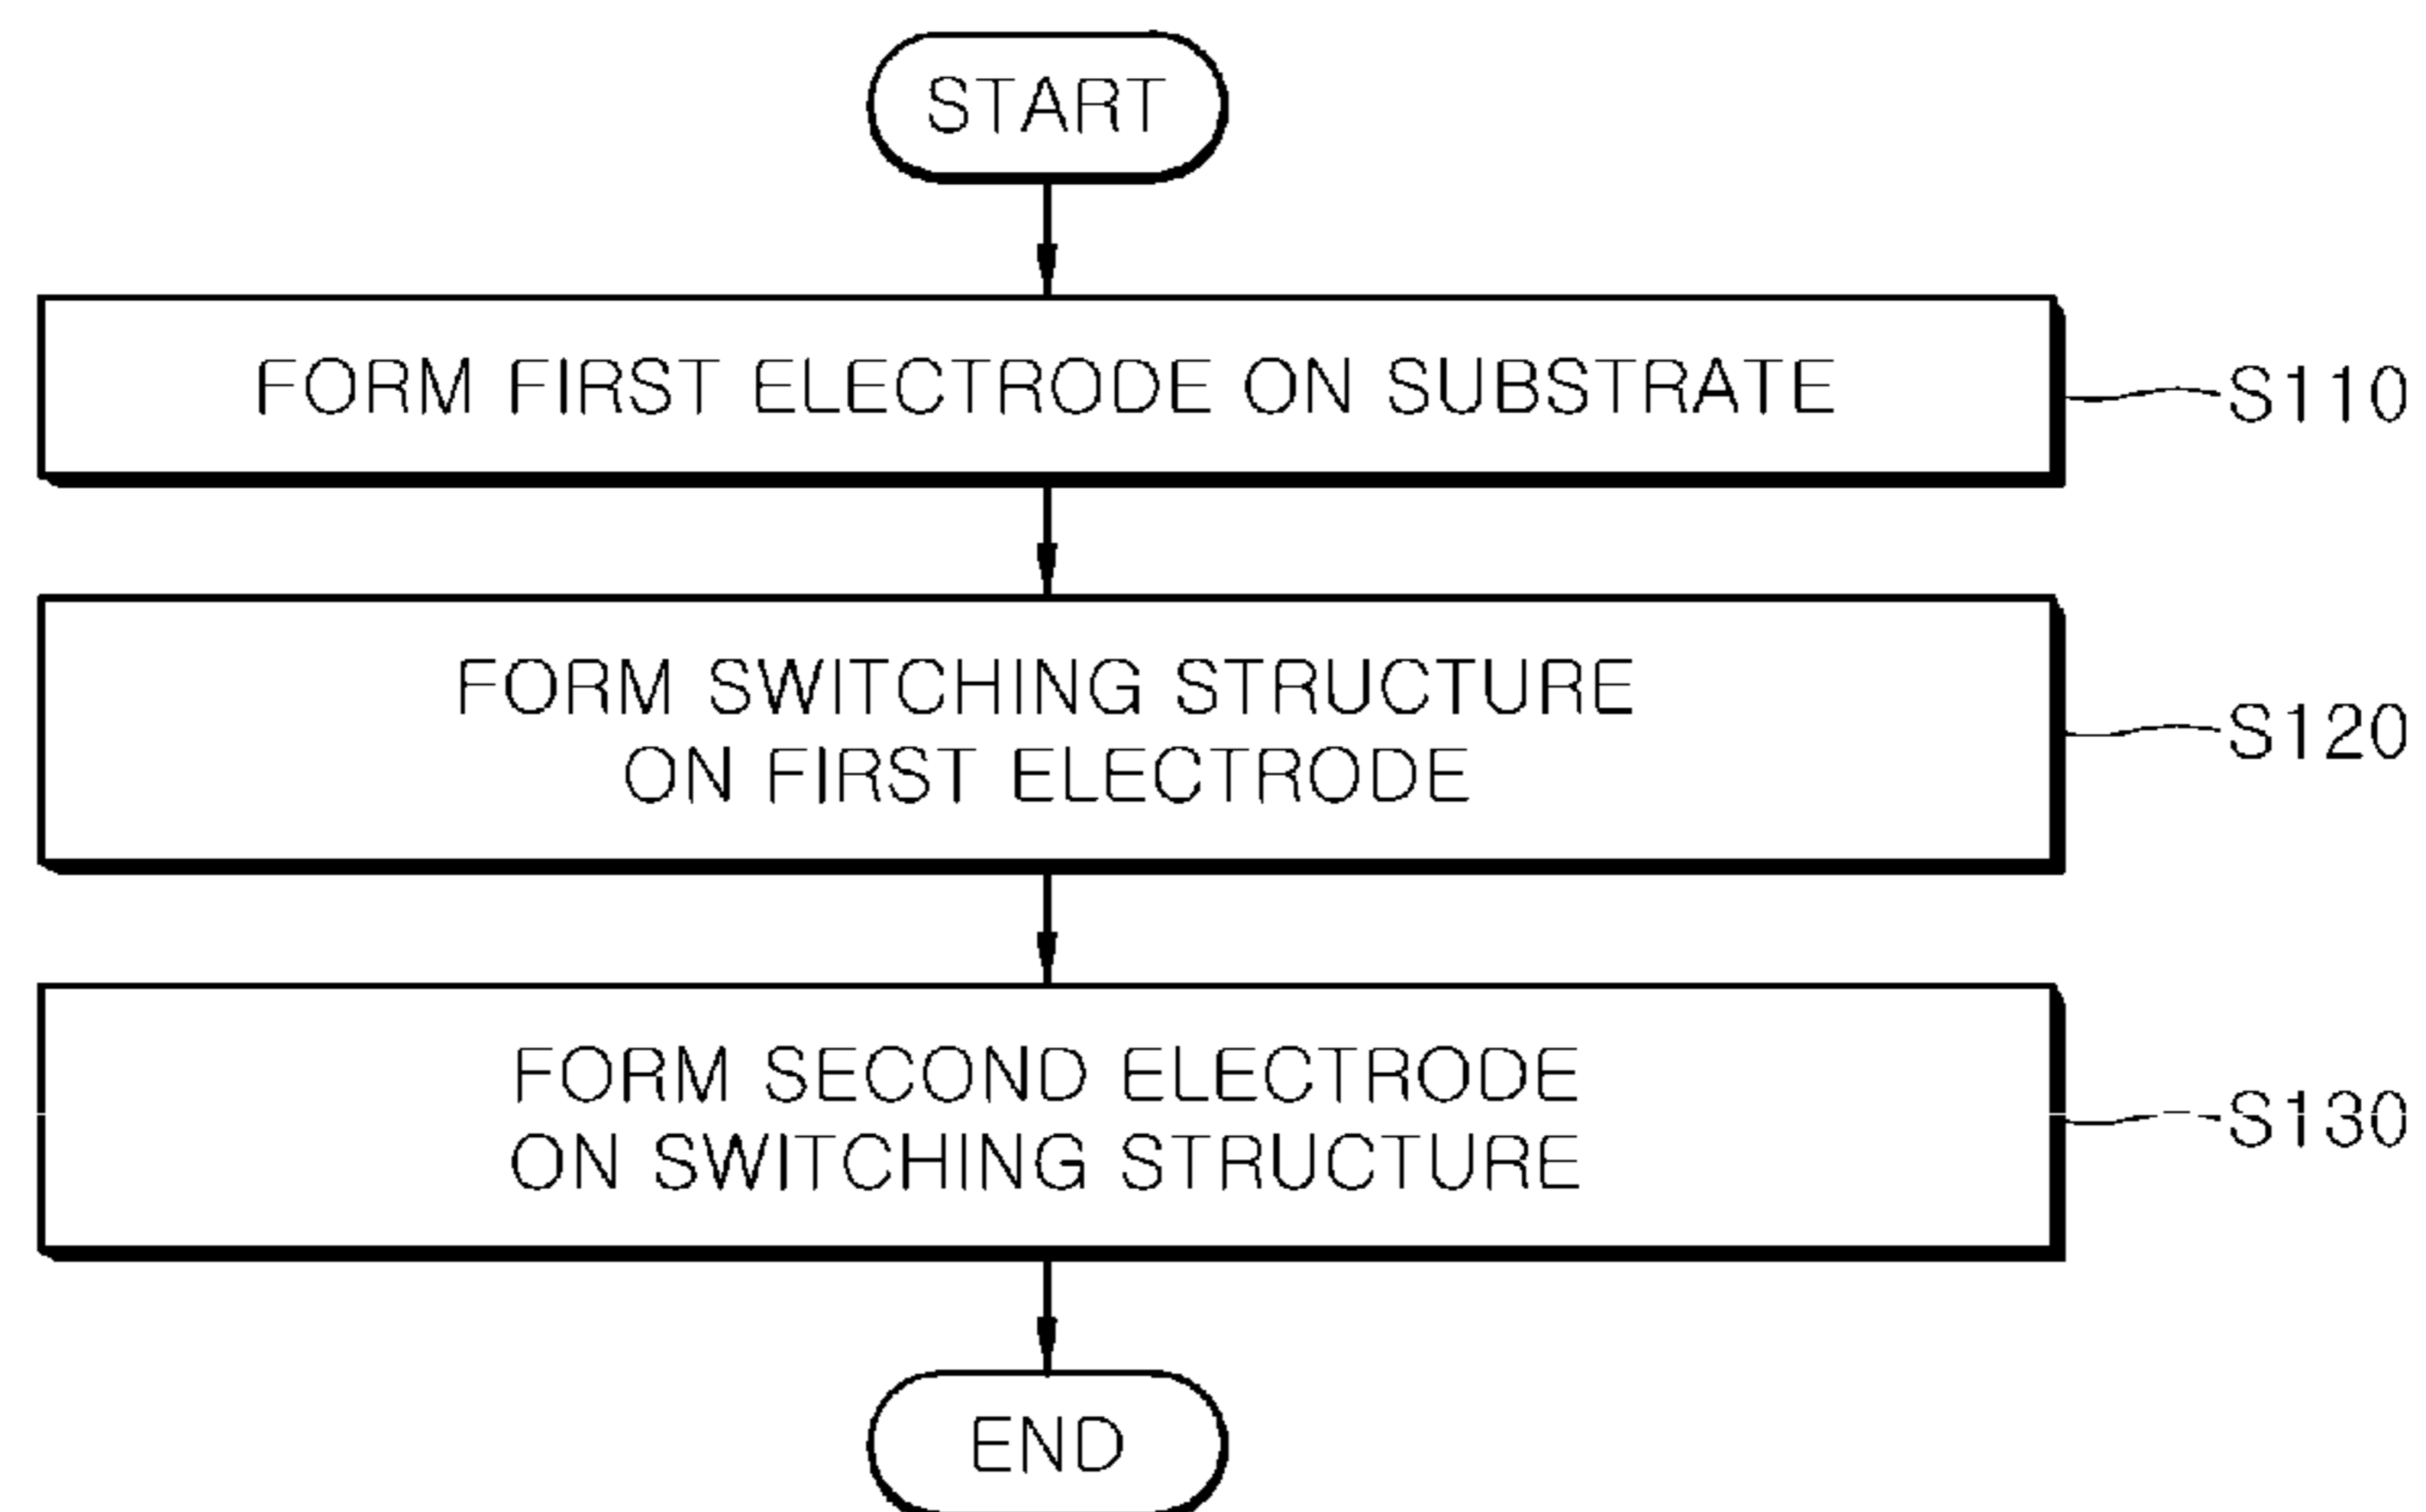 START
FORM FIRST ELECTRODE ON SUBSTRATE
S110
FORM SWITCHING STRUCTURE
ON FIRST ELECTRODE
S120
FORM SECOND ELECTRODE
ON SWITCHING STRUCTURE
S130
END